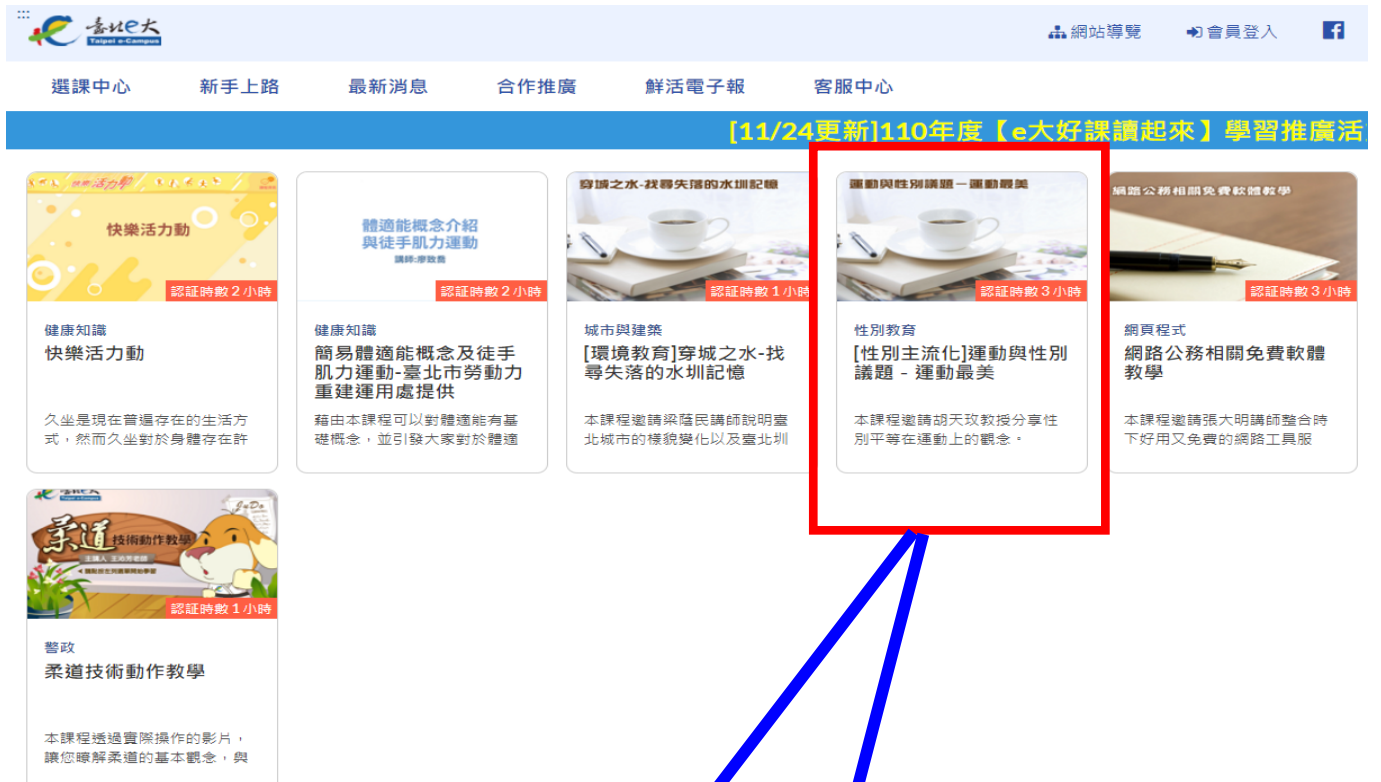 :::
臺北e大
Taipei e-Campus
網站導覽
會員登入
選課中心
新手上路
最新消息
合作推廣
鮮活電子報
客服中心
[11/24更新]110年度【e大好課讀起來】學習推廣活
快樂活力動
快樂活力動
認証時數 2 小時
健康知識
快樂活力動
久坐是現在普遍存在的生活方
式,然而久坐對於身體存在許
體適能概念介紹
與徒手肌力運動
講師:廖致喬
認証時數 2 小時
健康知識
簡易體適能概念及徒手
肌力運動-臺北市勞動力
重建運用處提供
藉由本課程可以對體適能有基
礎概念,並引發大家對於體適
穿城之水-找尋失落的水圳記憶
認証時數 1 小時
城市與建築
[環境教育]穿城之水-找
尋失落的水圳記憶
本課程邀請梁蔭民講師說明臺
北城市的樣貌變化以及臺北圳
運動與性別議題－運動最美
認証時數 3 小時
性別教育
[性別主流化]運動與性別
議題 - 運動最美
本課程邀請胡天玫教授分享性
別平等在運動上的觀念。
網路公務相關免費軟體教學
認証時數 3 小時
網頁程式
網路公務相關免費軟體
教學
本課程邀請張大明講師整合時
下好用又免費的網路工具服
Taipei e-Campus
JuDo
柔道技術動作教學
認証時數 1 小時
警政
柔道技術動作教學
本課程透過實際操作的影片,
讓您暸解柔道的基本觀念,與